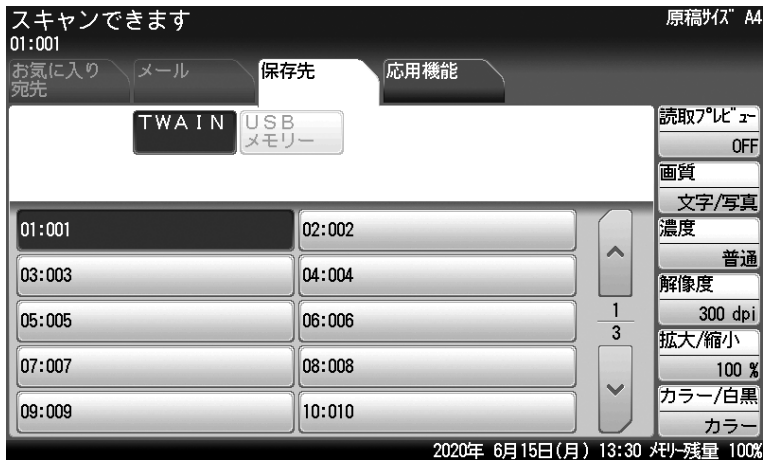 スキャンできます
原稿ｻｲｽﾞ A4
01:001
お気に入り
宛先
メール
保存先
応用機能
TWAIN
USB
メモリー
読取ﾌﾟﾚﾋﾞｭｰ
OFF
画質
文字/写真
濃度
普通
解像度
300 dpi
拡大/縮小
100 %
カラー/白黒
カラー
01:001
02:002
03:003
04:004
05:005
06:006
07:007
08:008
09:009
10:010
1
3
2020年 6月15日(月) 13:30 ﾒﾓﾘｰ残量 100%